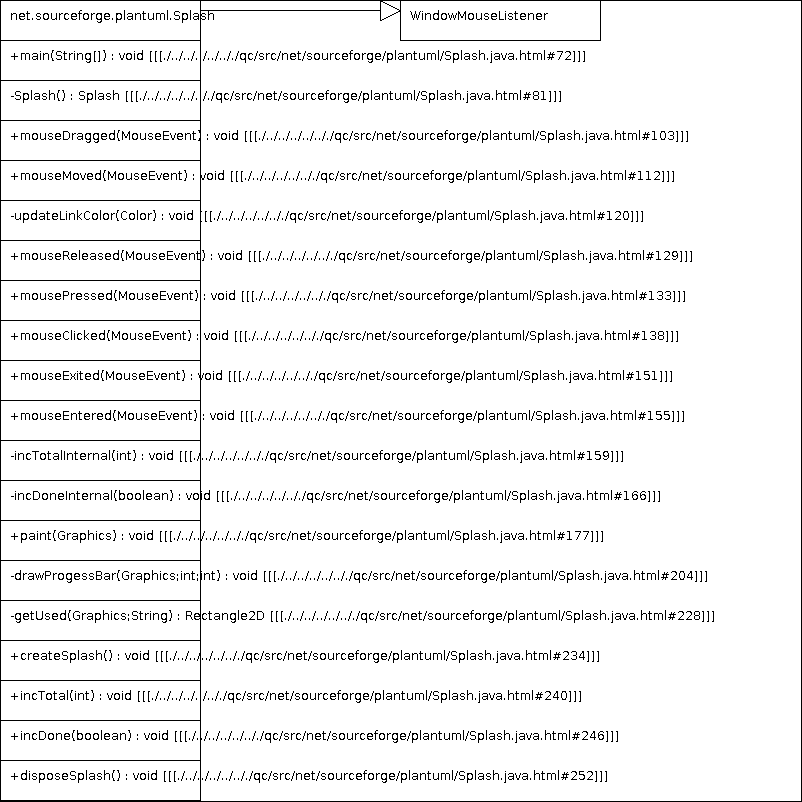 net.sourceforge.plantuml.Splash
WindowMouseListener
+main(String[]) : void [[[./../../../../../qc/src/net/sourceforge/plantuml/Splash.java.html#72]]]
-Splash() : Splash [[[./../../../../../qc/src/net/sourceforge/plantuml/Splash.java.html#81]]]
+mouseDragged(MouseEvent) : void [[[./../../../../../qc/src/net/sourceforge/plantuml/Splash.java.html#103]]]
+mouseMoved(MouseEvent) : void [[[./../../../../../qc/src/net/sourceforge/plantuml/Splash.java.html#112]]]
-updateLinkColor(Color) : void [[[./../../../../../qc/src/net/sourceforge/plantuml/Splash.java.html#120]]]
+mouseReleased(MouseEvent) : void [[[./../../../../../qc/src/net/sourceforge/plantuml/Splash.java.html#129]]]
+mousePressed(MouseEvent) : void [[[./../../../../../qc/src/net/sourceforge/plantuml/Splash.java.html#133]]]
+mouseClicked(MouseEvent) : void [[[./../../../../../qc/src/net/sourceforge/plantuml/Splash.java.html#138]]]
+mouseExited(MouseEvent) : void [[[./../../../../../qc/src/net/sourceforge/plantuml/Splash.java.html#151]]]
+mouseEntered(MouseEvent) : void [[[./../../../../../qc/src/net/sourceforge/plantuml/Splash.java.html#155]]]
-incTotalInternal(int) : void [[[./../../../../../qc/src/net/sourceforge/plantuml/Splash.java.html#159]]]
-incDoneInternal(boolean) : void [[[./../../../../../qc/src/net/sourceforge/plantuml/Splash.java.html#166]]]
+paint(Graphics) : void [[[./../../../../../qc/src/net/sourceforge/plantuml/Splash.java.html#177]]]
-drawProgessBar(Graphics;int;int) : void [[[./../../../../../qc/src/net/sourceforge/plantuml/Splash.java.html#204]]]
-getUsed(Graphics;String) : Rectangle2D [[[./../../../../../qc/src/net/sourceforge/plantuml/Splash.java.html#228]]]
+createSplash() : void [[[./../../../../../qc/src/net/sourceforge/plantuml/Splash.java.html#234]]]
+incTotal(int) : void [[[./../../../../../qc/src/net/sourceforge/plantuml/Splash.java.html#240]]]
+incDone(boolean) : void [[[./../../../../../qc/src/net/sourceforge/plantuml/Splash.java.html#246]]]
+disposeSplash() : void [[[./../../../../../qc/src/net/sourceforge/plantuml/Splash.java.html#252]]]